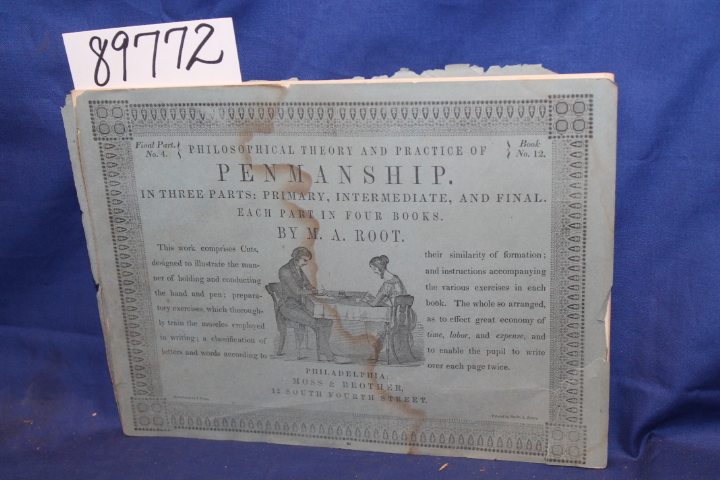 89772
Final Part. No. 4. PHILOSOPHICAL THEORY AND PRACTICE OF Book No. 12.
PENMANSHIP.
IN THREE PARTS: PRIMARY, INTERMEDIATE, AND FINAL.
EACH PART IN FOUR BOOKS.
BY M. A. ROOT.
This work comprises Cuts,
designed to illustrate the man-
ner of holding and conducting
the hand and pen; prepara-
tory exercises, which thorough-
ly train the muscles employed
in writing; a classification of
letters and words according to
their similarity of formation;
and instructions accompanying
the various exercises in each
book. The whole so arranged,
as to effect great economy of
time, labor, and expense, and
to enable the pupil to write
over each page twice.
PHILADELPHIA:
MOSS & BROTHER,
12 SOUTH FOURTH STREET.